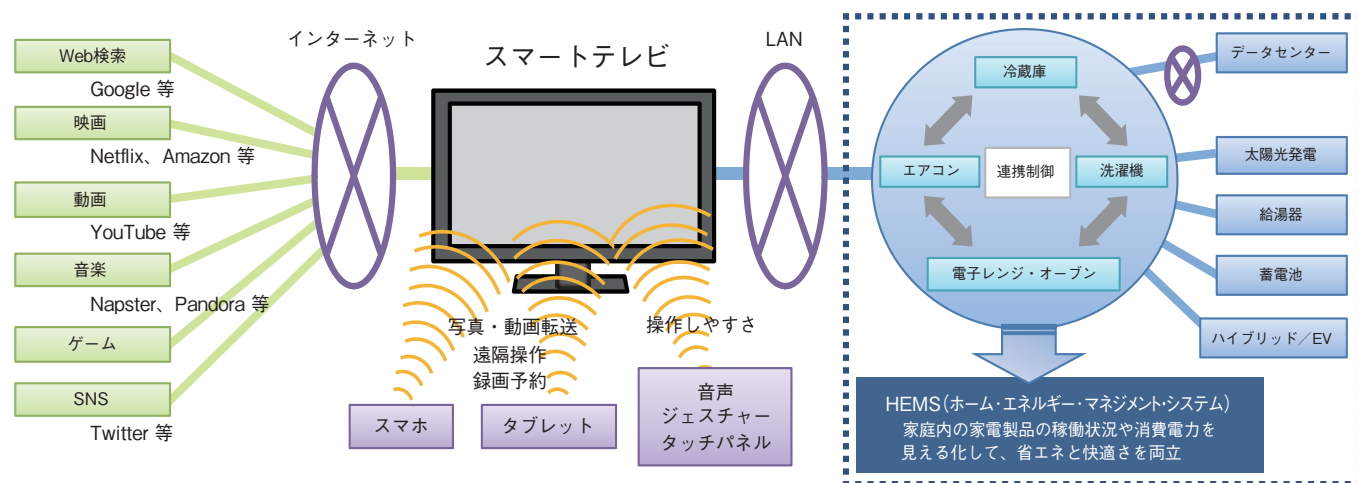 インターネット
スマートテレビ
LAN
Web検索
Google 等
映画
Netflix、Amazon 等
動画
YouTube 等
音楽
Napster、Pandora 等
ゲーム
SNS
Twitter 等
写真・動画転送
遠隔操作
録画予約
操作しやすさ
スマホ
タブレット
音声
ジェスチャー
タッチパネル
冷蔵庫
エアコン
連携制御
洗濯機
電子レンジ・オーブン
データセンター
太陽光発電
給湯器
蓄電池
ハイブリッド／EV
HEMS（ホーム・エネルギー・マネジメント・システム）
家庭内の家電製品の稼働状況や消費電力を
見える化して、省エネと快適さを両立